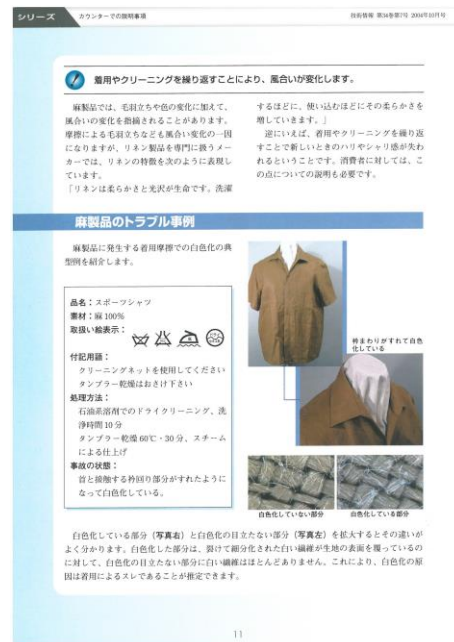 シリーズ
カウンターでの説明事項
技術情報 第34巻第7号 2004年10月号
着用やクリーニングを繰り返すことにより、風合いが変化します。
麻製品では、毛羽立ちや色の変化に加えて、
風合いの変化を指摘されることがあります。
摩擦による毛羽立ちなども風合い変化の一因
になりますが、リネン製品を専門に扱うメー
カーでは、リネンの特徴を次のように表現し
ています。
「リネンは柔らかさと光沢が生命です。洗濯
するほどに、使い込むほどにその柔らかさを
増していきます。」
逆にいえば、着用やクリーニングを繰り返
すことで新しいときのハリやシャリ感が失わ
れるということです。消費者に対しては、こ
の点についての説明も必要です。
麻製品のトラブル事例
麻製品に発生する着用摩擦での白色化の典
型例を紹介します。
品名：スポーツシャツ
素材：麻100%
取扱い絵表示：
付記用語：
クリーニングネットを使用してください
タンブラー乾燥はおさけ下さい
処理方法：
石油系溶剤でのドライクリーニング、洗
浄時間10分
タンブラー乾燥60℃・30分、スチーム
による仕上げ
事故の状態：
首と接触する衿回り部分がすれたように
なって白色化している。
衿まわりがすれて白色
化している
白色化していない部分
白色化している部分
白色化している部分（写真右）と白色化の目立たない部分（写真左）を拡大するとその違いが
よく分かります。白色化した部分は、裂けて細分化された白い繊維が生地の表面を覆っているの
に対して、白色化の目立たない部分に白い繊維はほとんどありません。これにより、白色化の原
因は着用によるスレであることが推定できます。
11